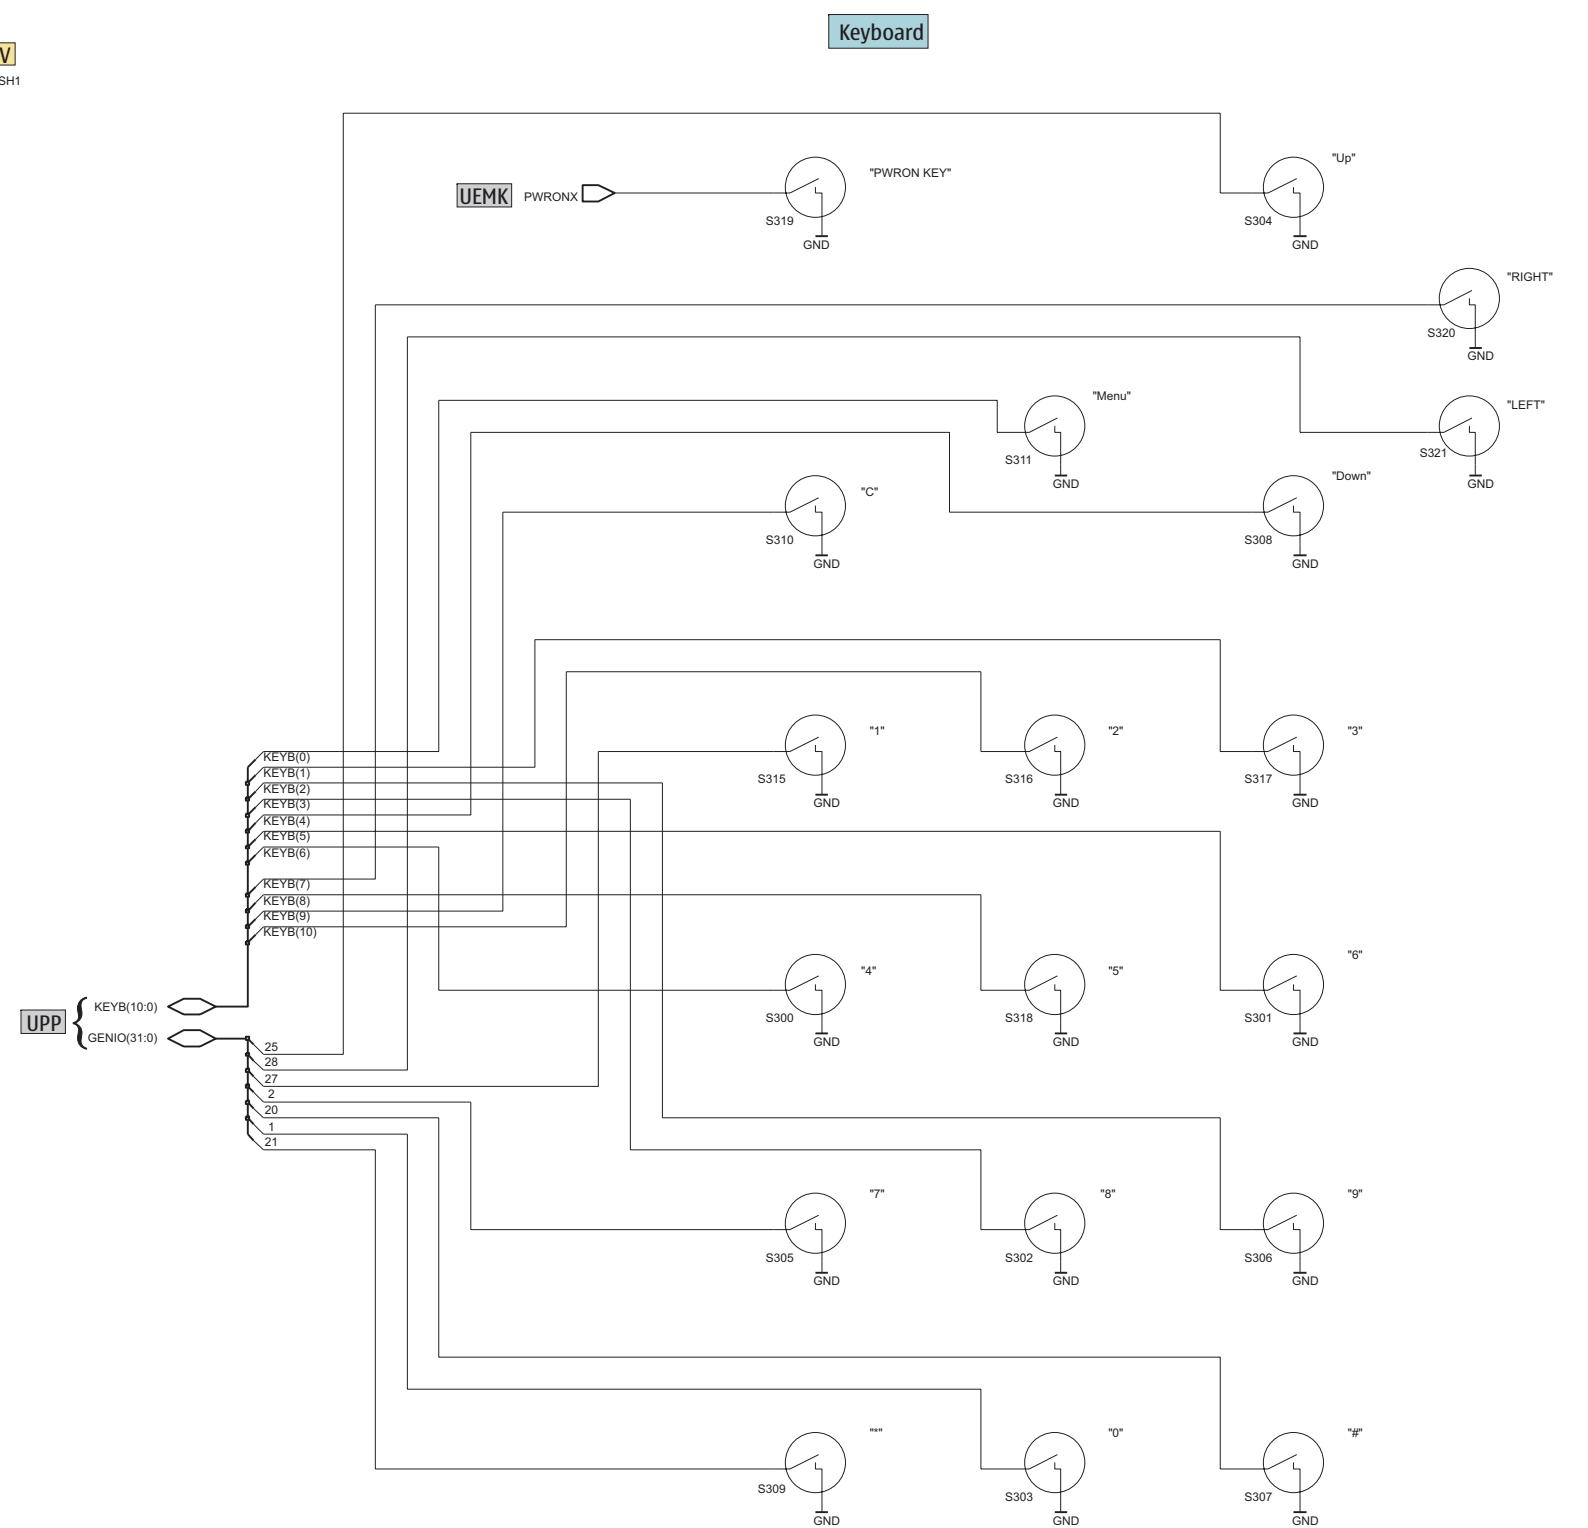 Keyboard
V
SH1
"Up"
"PWRON KEY"
UEMK PWRONX
S319 S304
GND GND
"RIGHT"
S320
GND
"Menu" "LEFT"
S311 S321
GND GND
"Down"
"C"
S310 S308
GND GND
"1" "2" "3"
KEYB(0)
KEYB(1)
S315 S316 S317
KEYB(2)
KEYB(3)
GND GND GND
KEYB(4)
KEYB(5)
KEYB(6)
KEYB(7)
KEYB(8)
KEYB(9)
KEYB(10)
"4" "5" "6"
KEYB(10:0)
S300 S318 S301
UPP
GENIO(31:0)
GND GND GND
25
28
27
2
20
1
21
"7" "8" "9"
S305 S302 S306
GND GND GND
"*" "0" "#"
S309 S303 S307
GND GND GND